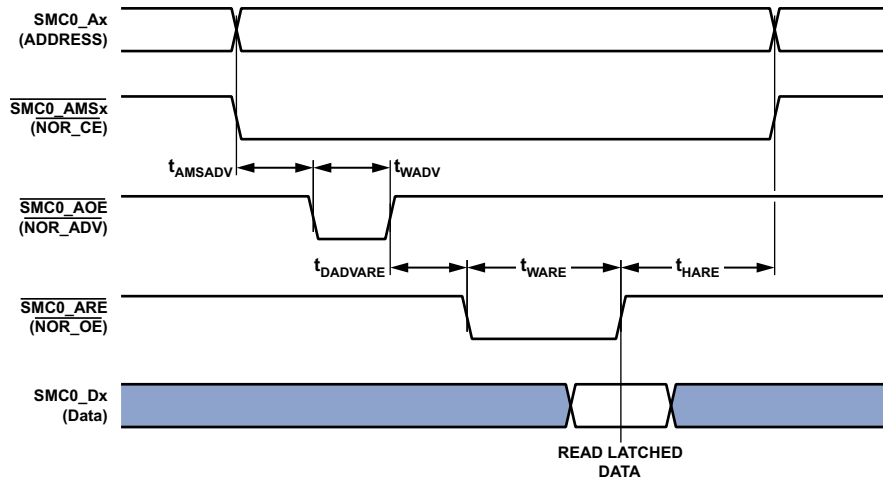 SMC0_Ax
(ADDRESS)
SMC0_AMSx
(NOR_CE)
tAMSADV
tWADV
SMC0_AOE
(NOR_ADV)
tDADVARE
tWARE
tHARE
SMC0_ARE
(NOR_OE)
SMC0_Dx
(Data)
READ LATCHED
DATA